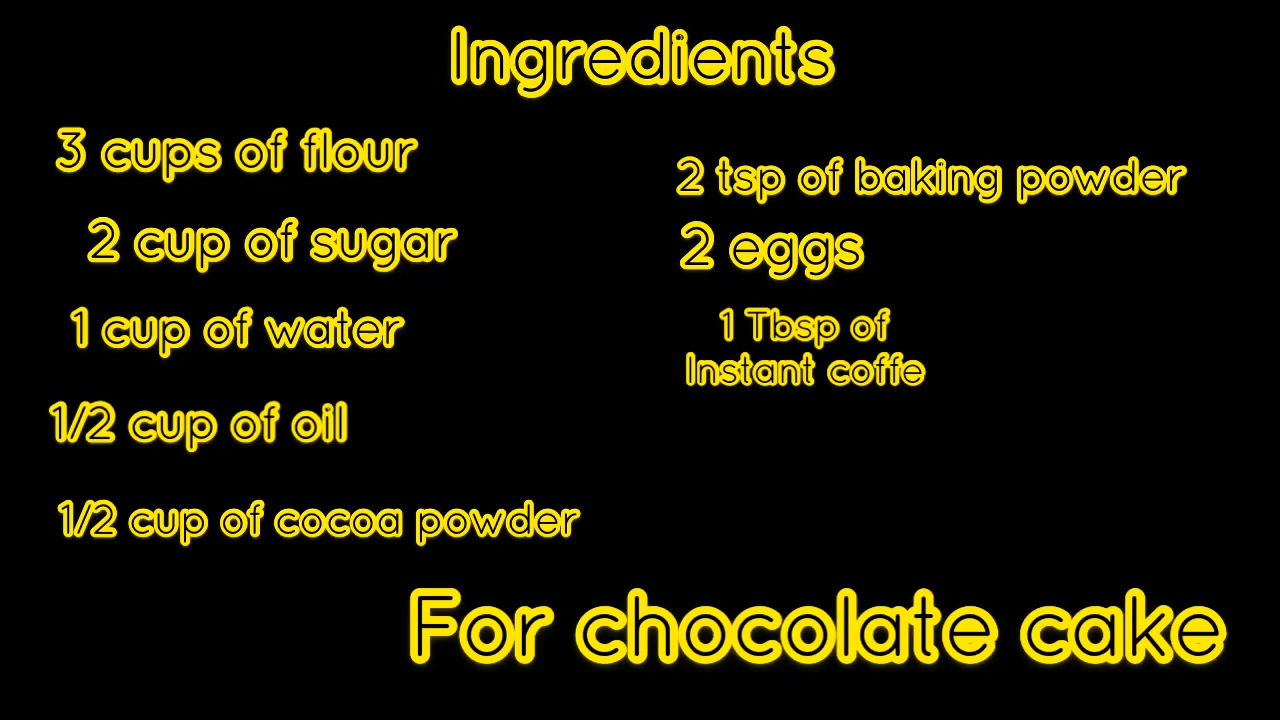 Ingredients
3 cups of flour
2 cup of sugar
1 cup of water
1/2 cup of oil
1/2 cup of cocoa powder
2 tsp of baking powder
2 eggs
1 Tbsp of
Instant coffe
For chocolate cake